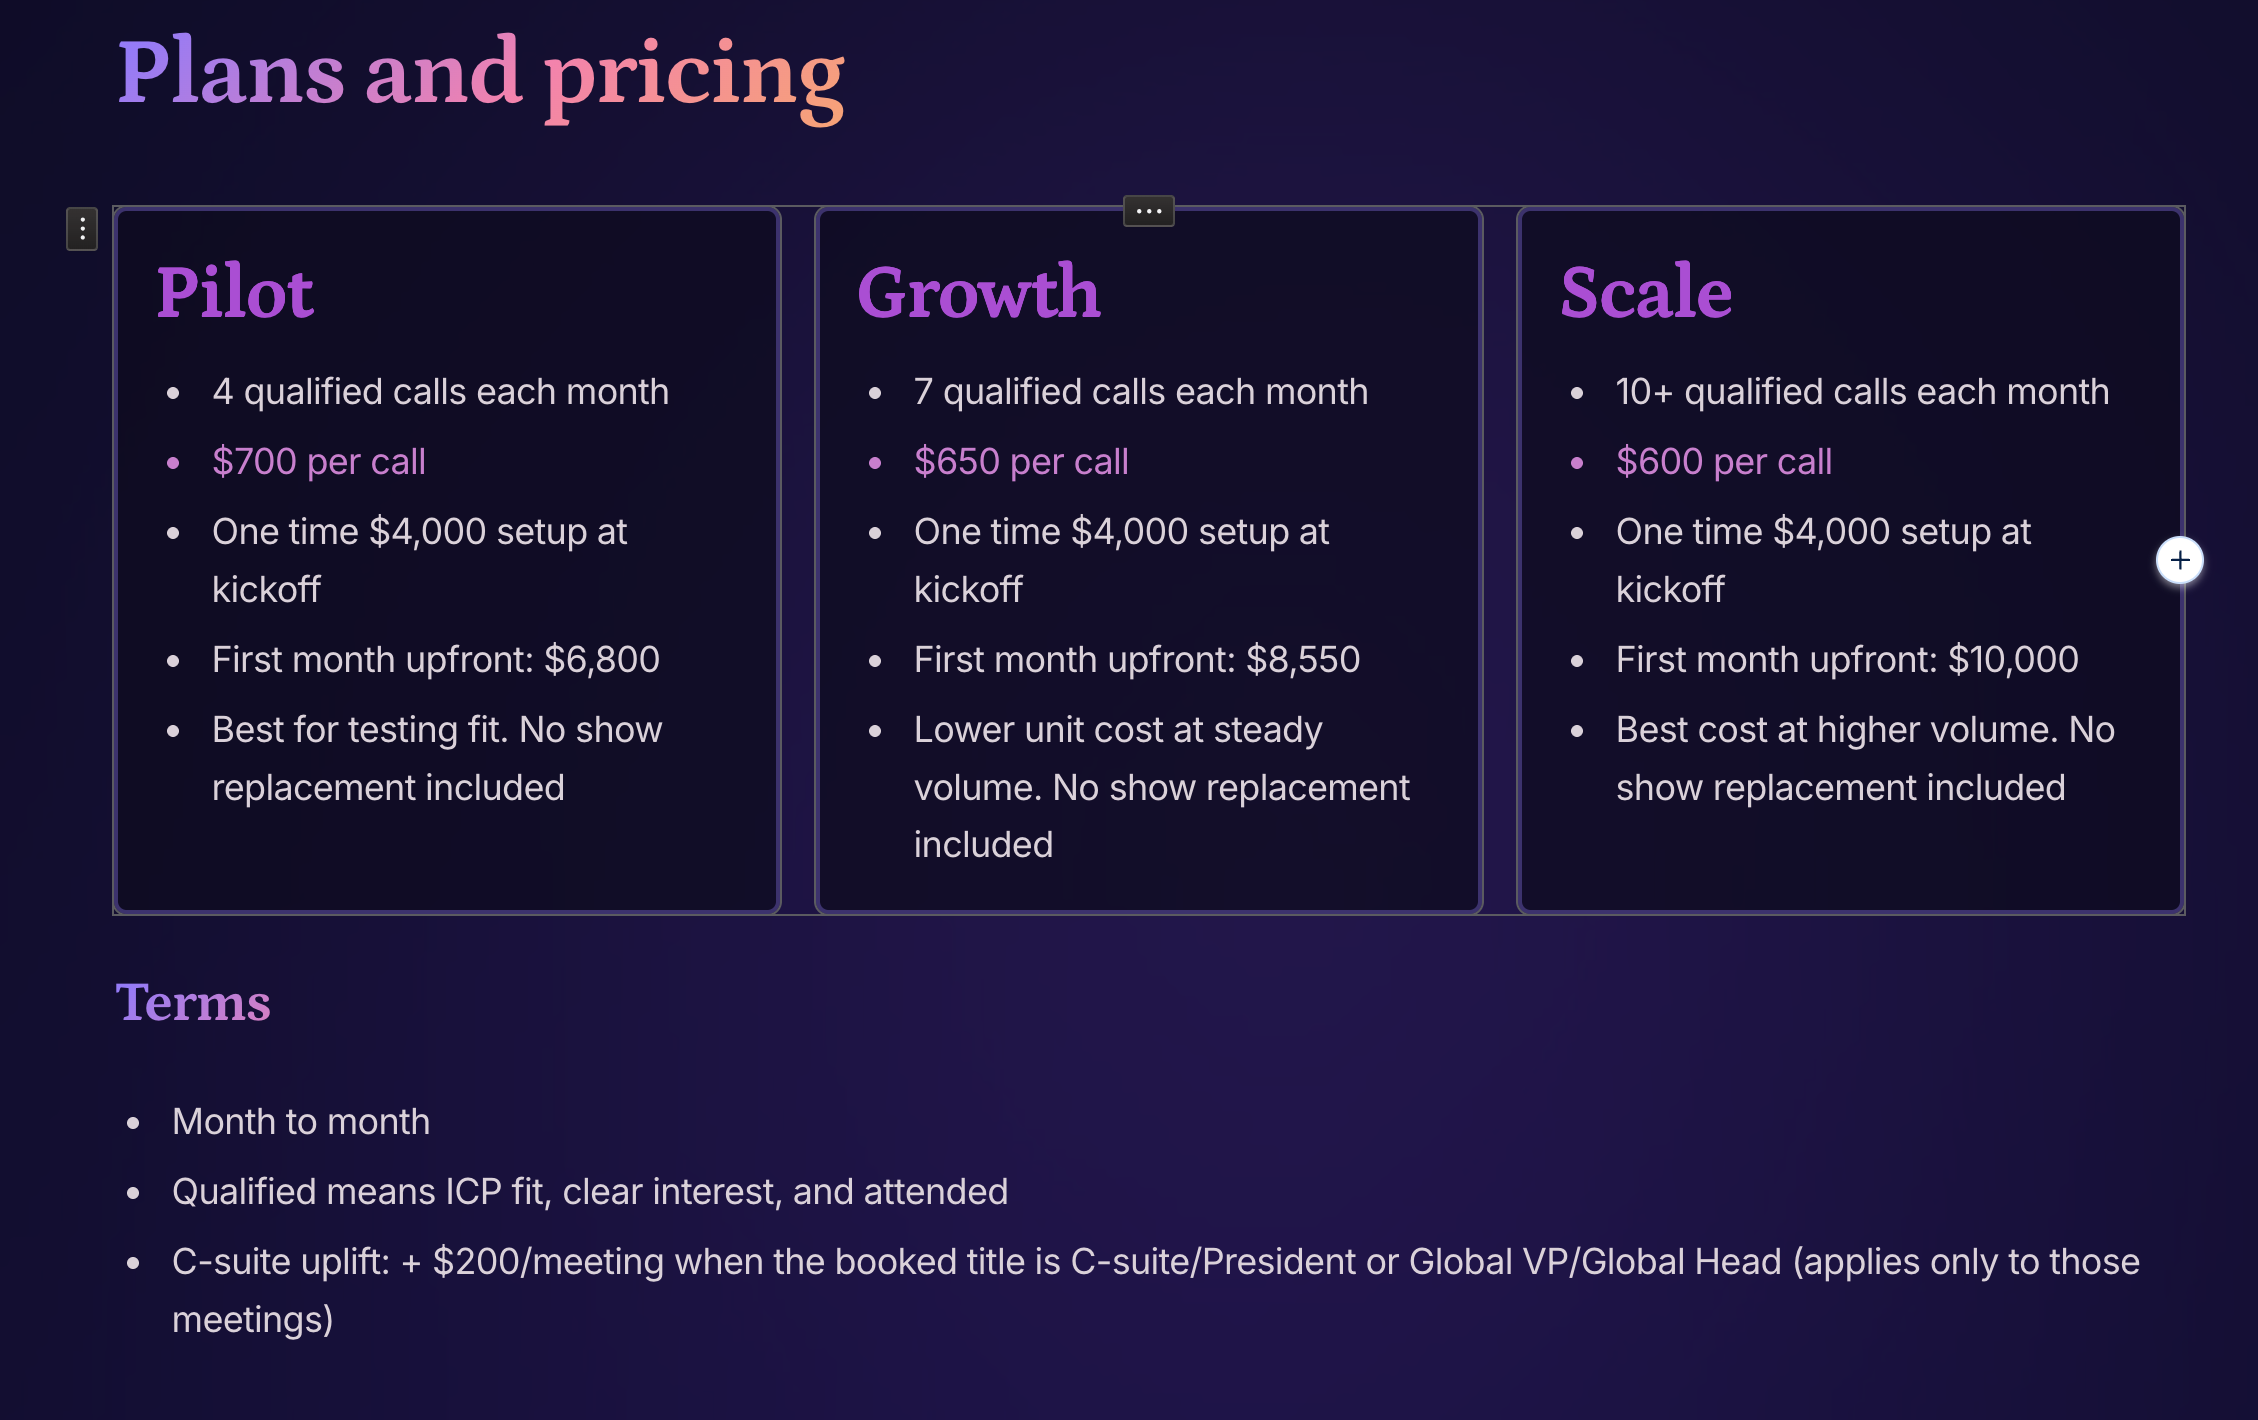 Plans and pricing
Pilot
4 qualified calls each month
$700 per call
One time $4,000 setup at
kickoff
First month upfront: $6,800
Best for testing fit. No show
replacement included
Growth
7 qualified calls each month
$650 per call
One time $4,000 setup at
kickoff
First month upfront: $8,550
Lower unit cost at steady
volume. No show replacement
included
Scale
10+ qualified calls each month
$600 per call
One time $4,000 setup at
kickoff
First month upfront: $10,000
Best cost at higher volume. No
show replacement included
Terms
Month to month
Qualified means ICP fit, clear interest, and attended
C-suite uplift: + $200/meeting when the booked title is C-suite/President or Global VP/Global Head (applies only to those
meetings)